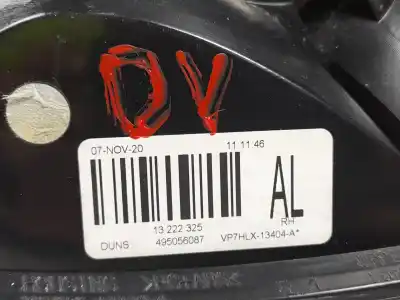 DV
07-NOV-20 11 11 46
AL
RH
13 222 325
DUNS 495056087 VP7HLX-13404-A*